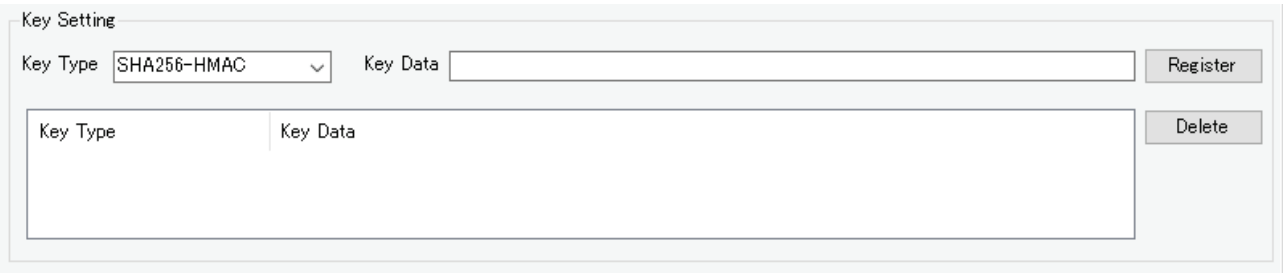 Key Setting
Key Type SHA256-HMAC Key Data Register
Key Type Key Data Delete